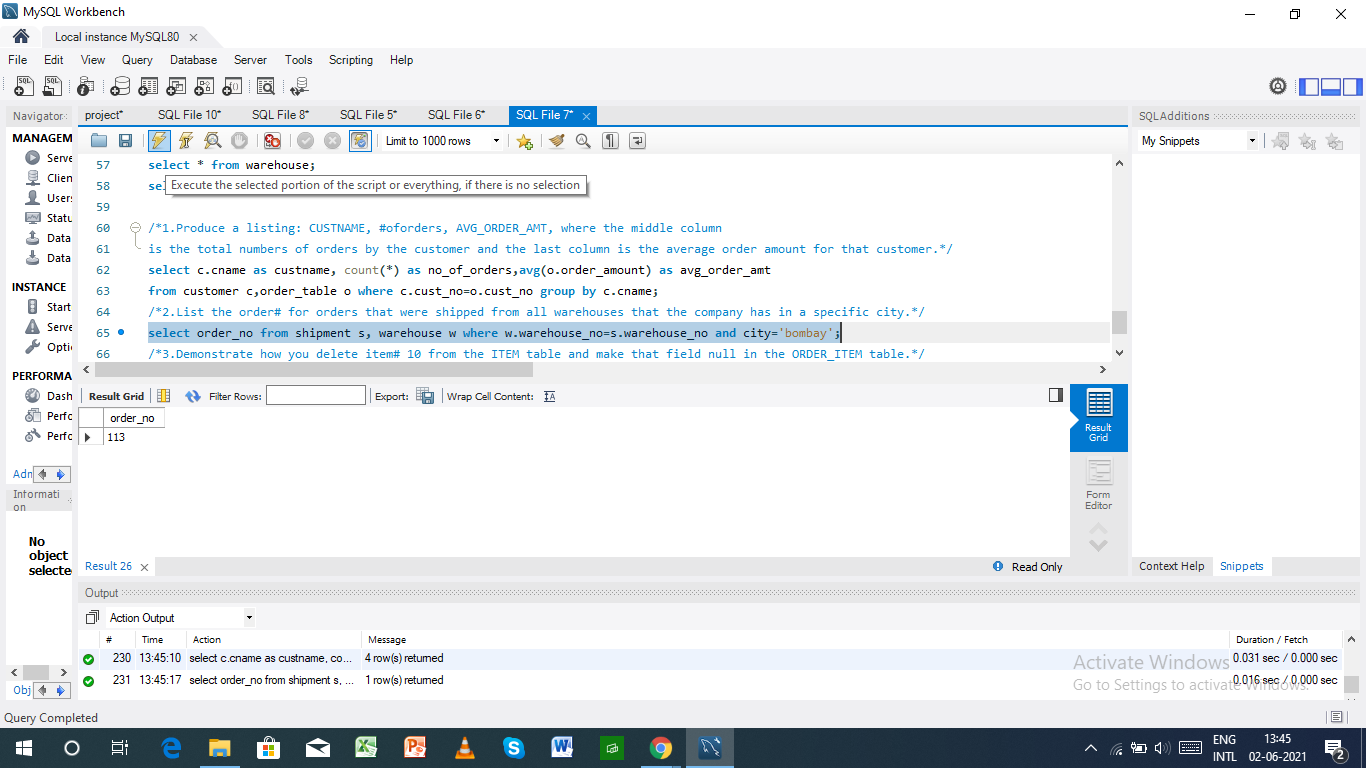 MySQL Workbench
Local instance MySQL80
File Edit View Query Database Server Tools Scripting Help
Navigator
MANAGEM
Serve
Clien
Users
Statu
Data
Data
INSTANCE
Start
Serve
Optio
PERFORMA
Dash
Perfo
Perfo
Adn
Informati
on
No
object
selecte
Obj
project* SQL File 10* SQL File 8* SQL File 5* SQL File 6* SQL File 7*
Limit to 1000 rows
57 select * from warehouse;
58 sel
Execute the selected portion of the script or everything, if there is no selection
59
60 /*1.Produce a listing: CUSTNAME, #oforders, AVG_ORDER_AMT, where the middle column
61 is the total numbers of orders by the customer and the last column is the average order amount for that customer.*/
62 select c.cname as custname, count(*) as no_of_orders,avg(o.order_amount) as avg_order_amt
63 from customer c,order_table o where c.cust_no=o.cust_no group by c.cname;
64 /*2.List the order# for orders that were shipped from all warehouses that the company has in a specific city.*/
65 select order_no from shipment s, warehouse w where w.warehouse_no=s.warehouse_no and city='bombay';
66 /*3.Demonstrate how you delete item# 10 from the ITEM table and make that field null in the ORDER_ITEM table.*/
Result Grid Filter Rows: Export: Wrap Cell Content:
order_no
113
Result
Grid
Form
Editor
Result 26
Read Only
SQLAdditions
My Snippets
Context Help Snippets
Output
Action Output
# Time Action Message Duration / Fetch
230 13:45:10 select c.cname as custname, co... 4 row(s) returned 0.031 sec / 0.000 sec
231 13:45:17 select order_no from shipment s, ... 1 row(s) returned 0.016 sec / 0.000 sec
Activate Windows
Go to Settings to activate Windows.
Query Completed
ENG
INTL
13:45
02-06-2021
2